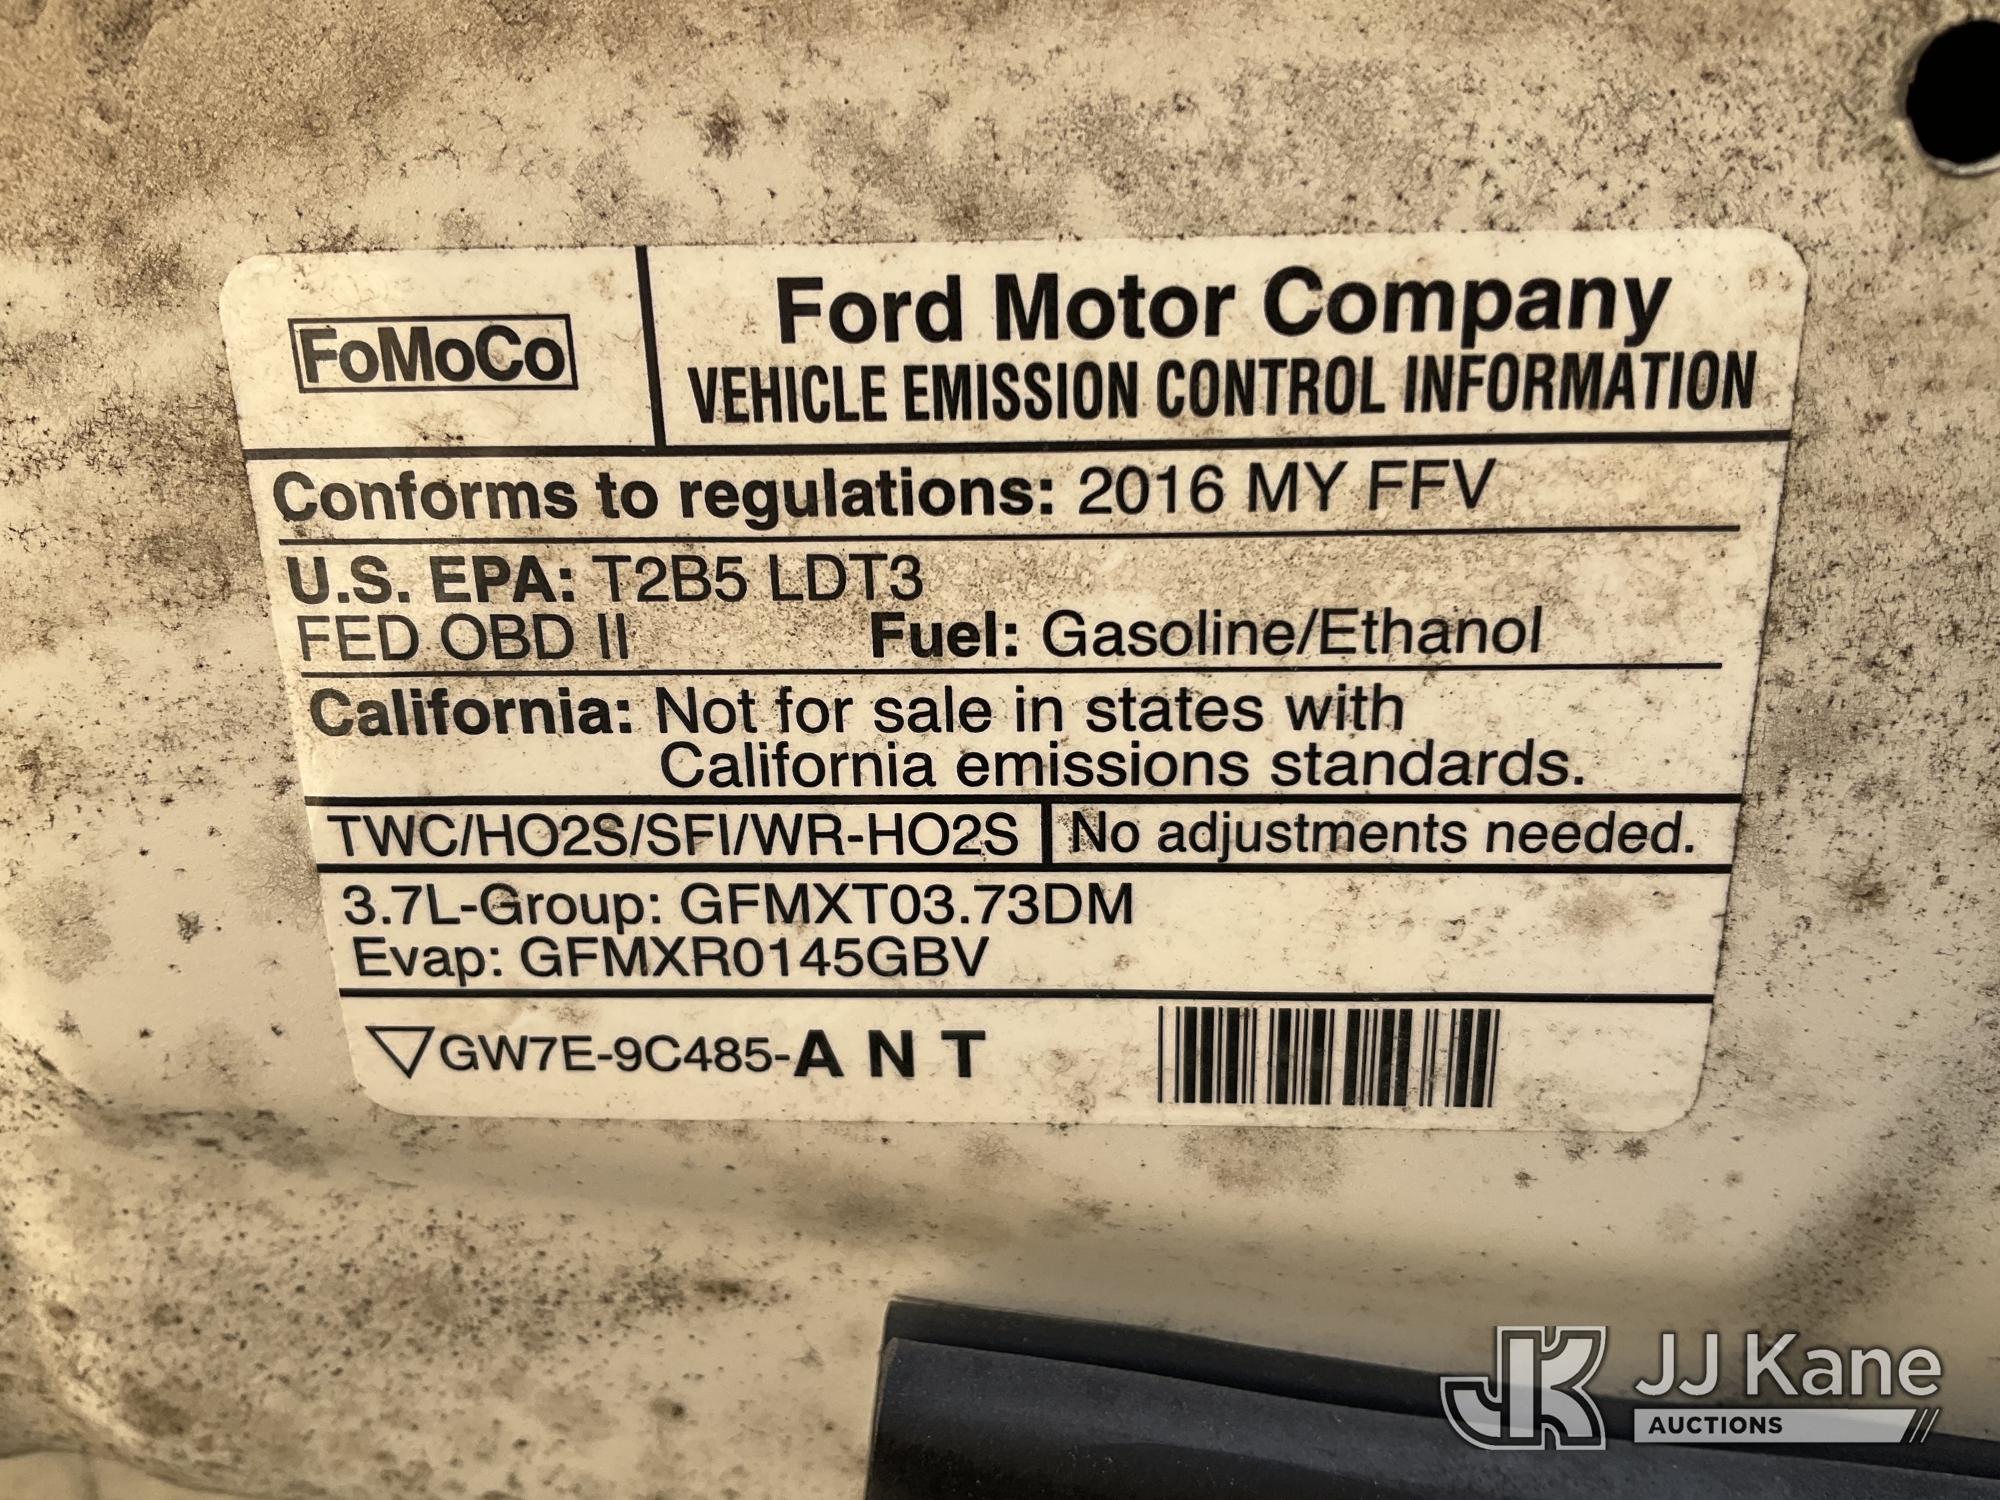 FoMoCo
Ford Motor Company
VEHICLE EMISSION CONTROL INFORMATION
Conforms to regulations: 2016 MY FFV
U.S. EPA: T2B5 LDT3
FED OBD II Fuel: Gasoline/Ethanol
California: Not for sale in states with
California emissions standards.
TWC/HO2S/SFI/WR-HO2S No adjustments needed.
3.7L-Group: GFMXT03.73DM
Evap: GFMXR0145GBV
▽GW7E-9C485-A N T
JK JJ Kane
AUCTIONS